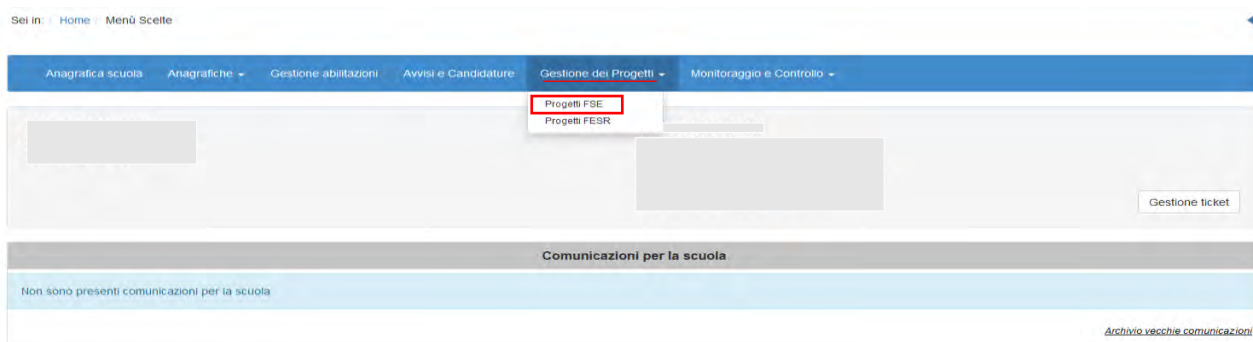 Sei in: Home Menù Scelte
Anagrafica scuola Anagrafiche Gestione abilitazioni Avvisi e Candidature Gestione dei Progetti Monitoraggio e Controllo
Progetti FSE
Progetti FESR
Gestione ticket
Comunicazioni per la scuola
Non sono presenti comunicazioni per la scuola
Archivio vecchie comunicazioni